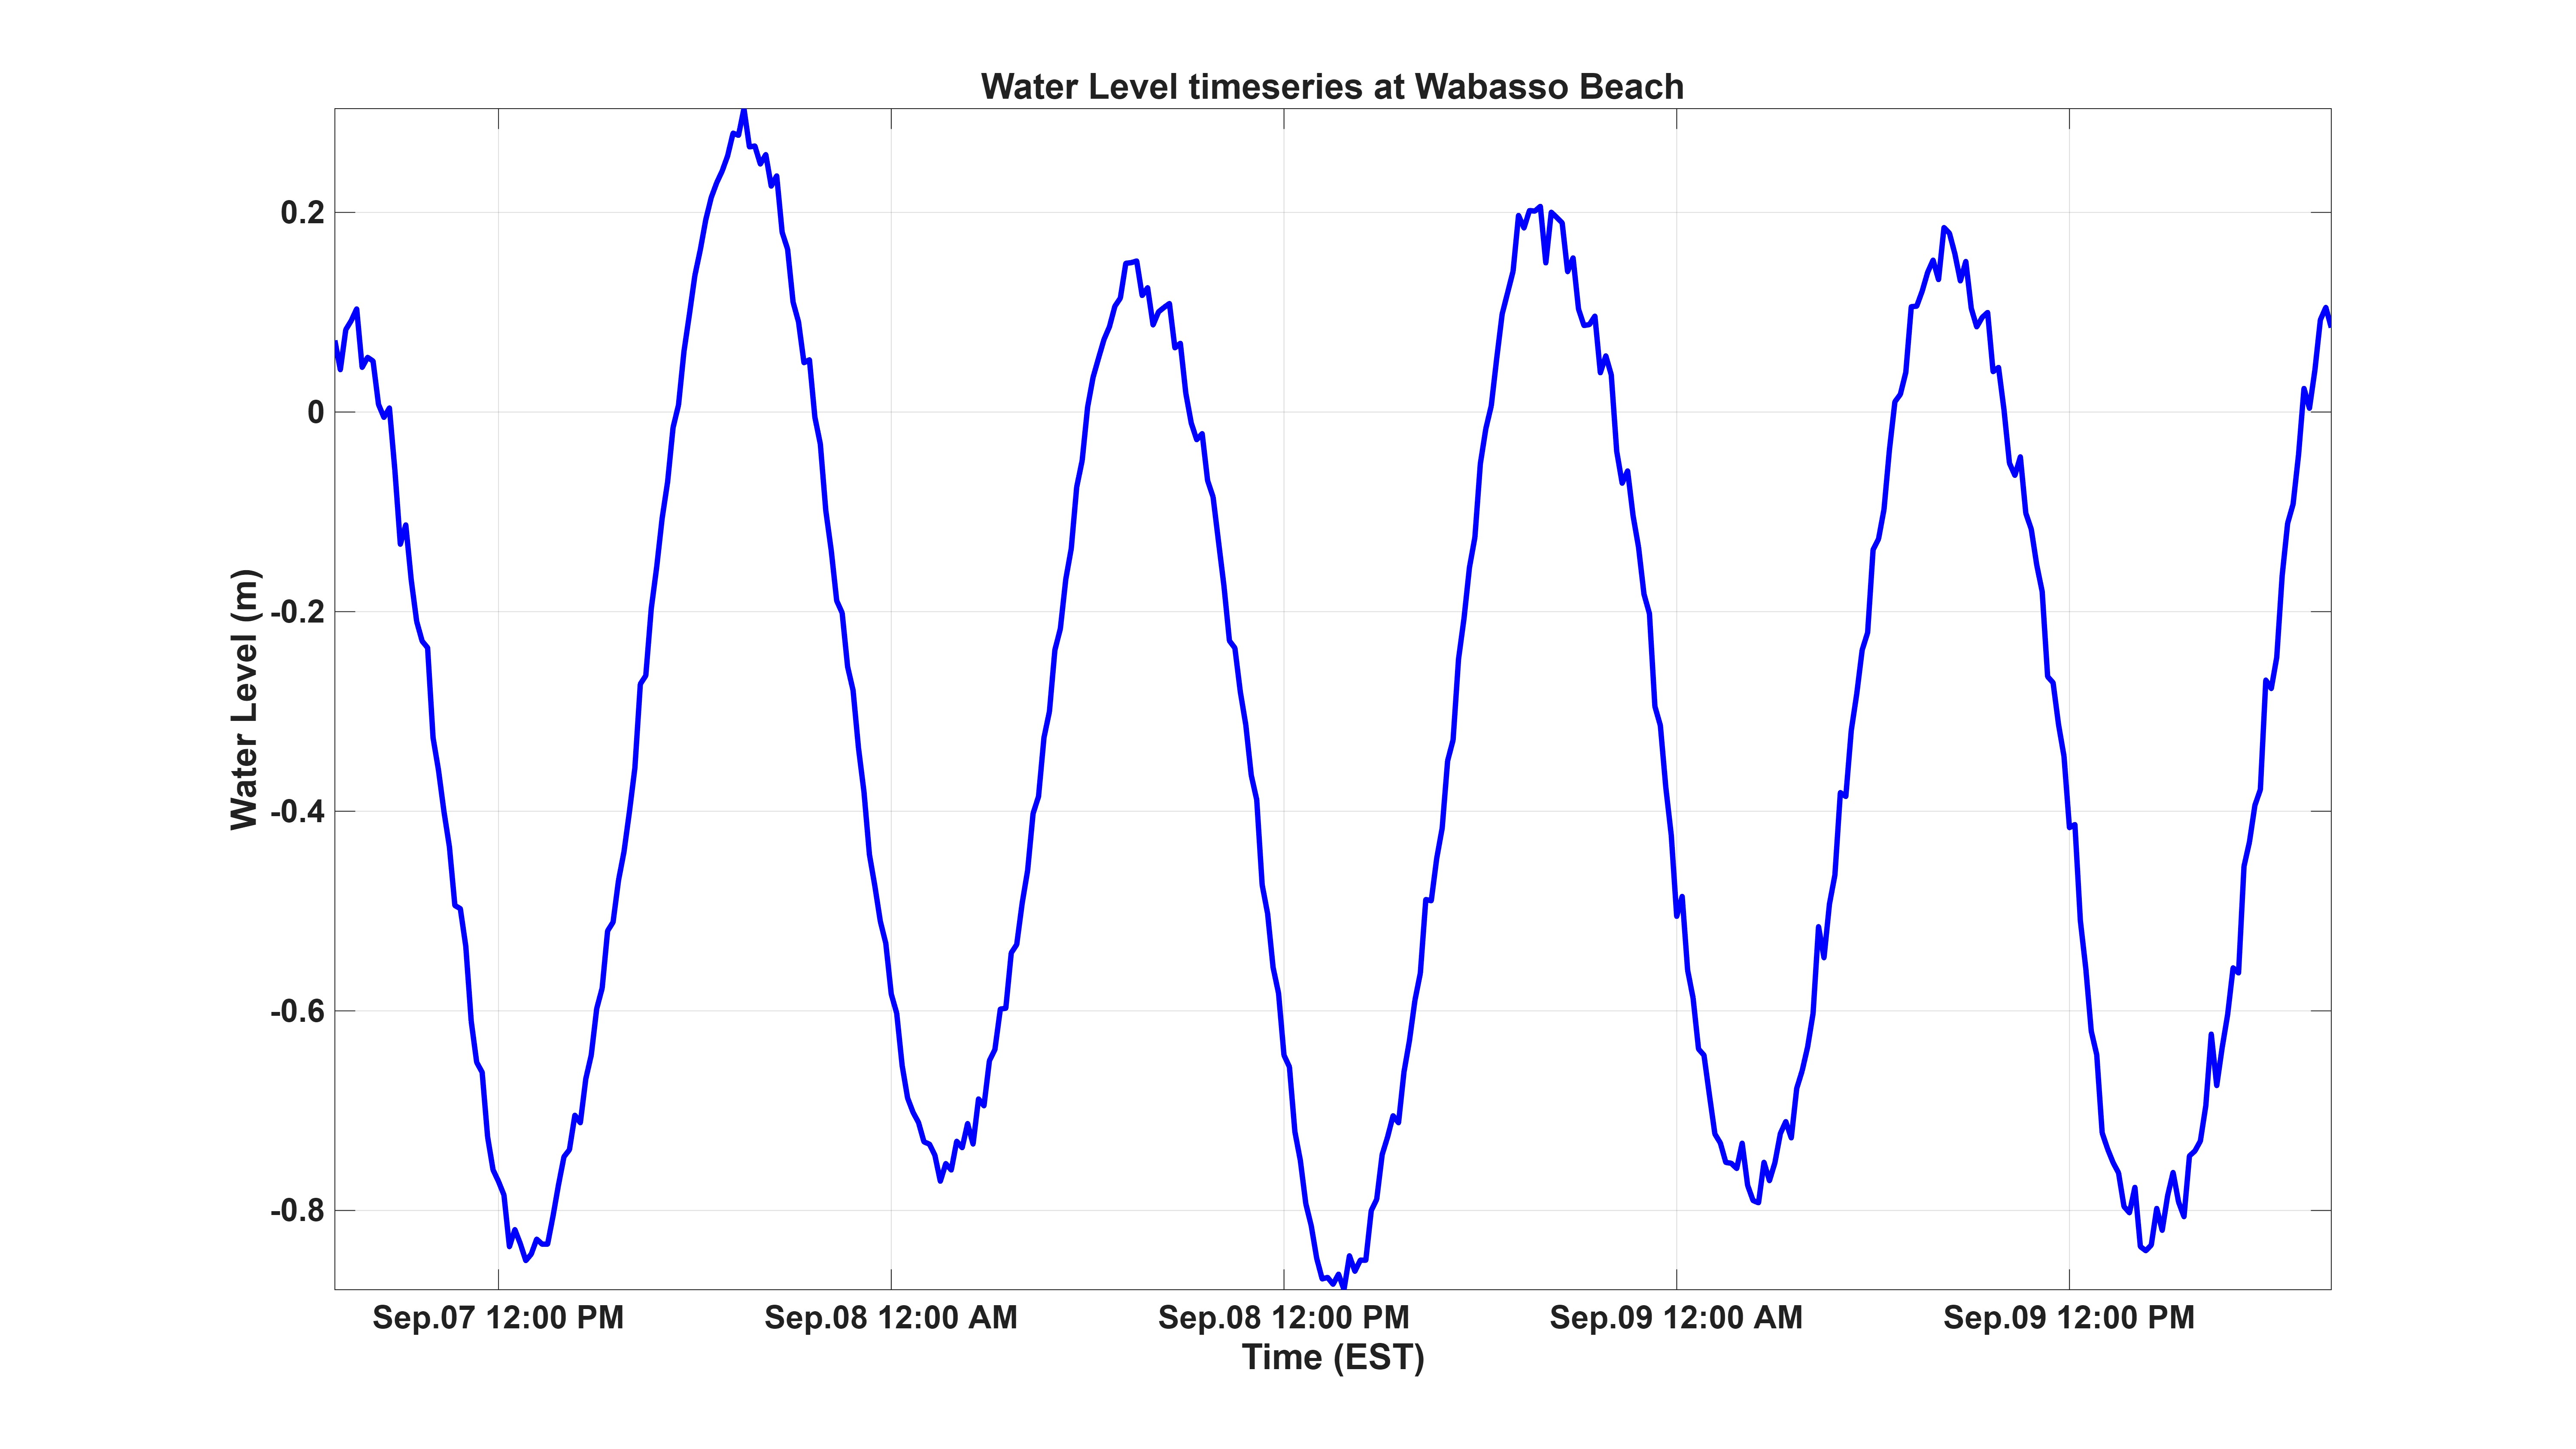 Water Level timeseries at Wabasso Beach
0.2
0
-0.2
-0.4
-0.6
-0.8
Water Level (m)
Sep.07 12:00 PM
Sep.08 12:00 AM
Sep.08 12:00 PM
Sep.09 12:00 AM
Sep.09 12:00 PM
Time (EST)